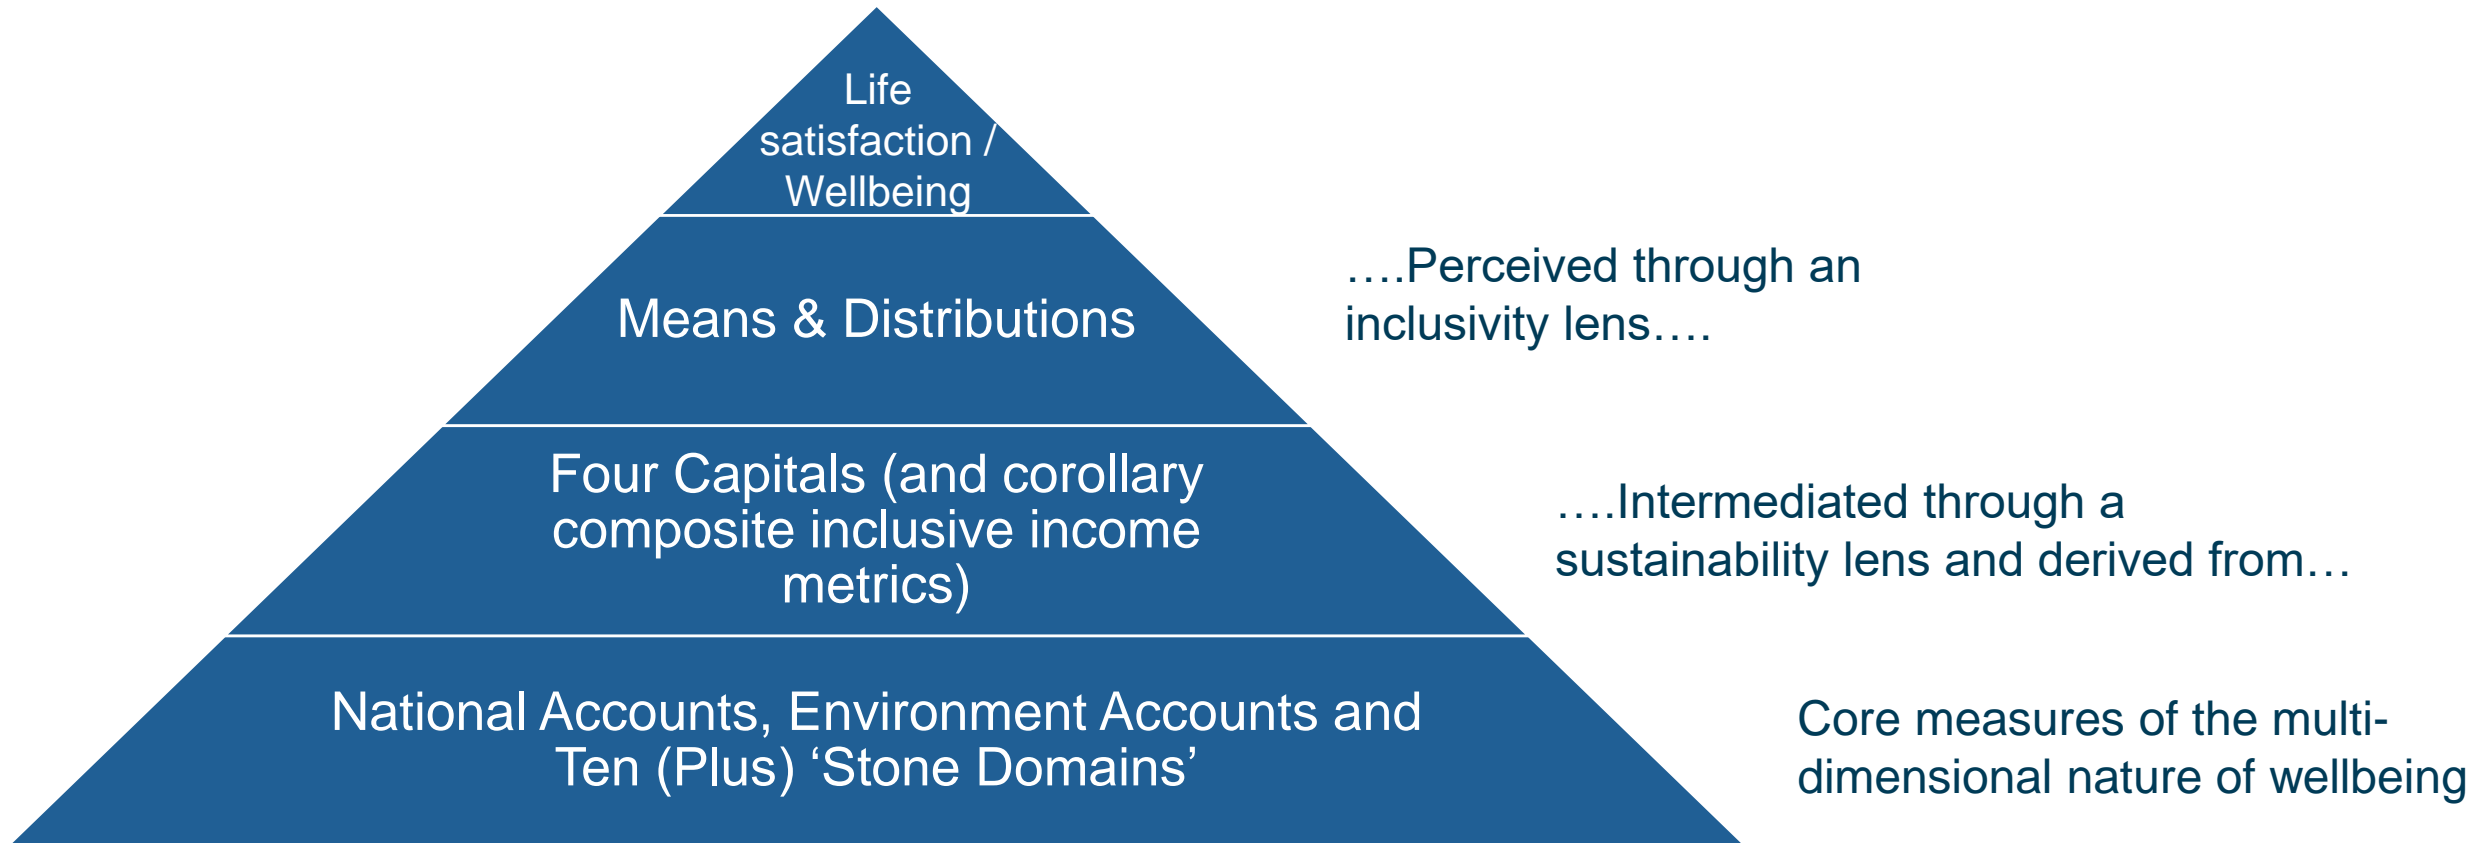 Life
satisfaction /
Wellbeing
Means & Distributions
….Perceived through an
inclusivity lens….
Four Capitals (and corollary
composite inclusive income
metrics)
….Intermediated through a
sustainability lens and derived from…
National Accounts, Environment Accounts and
Ten (Plus) ‘Stone Domains’
Core measures of the multi-
dimensional nature of wellbeing